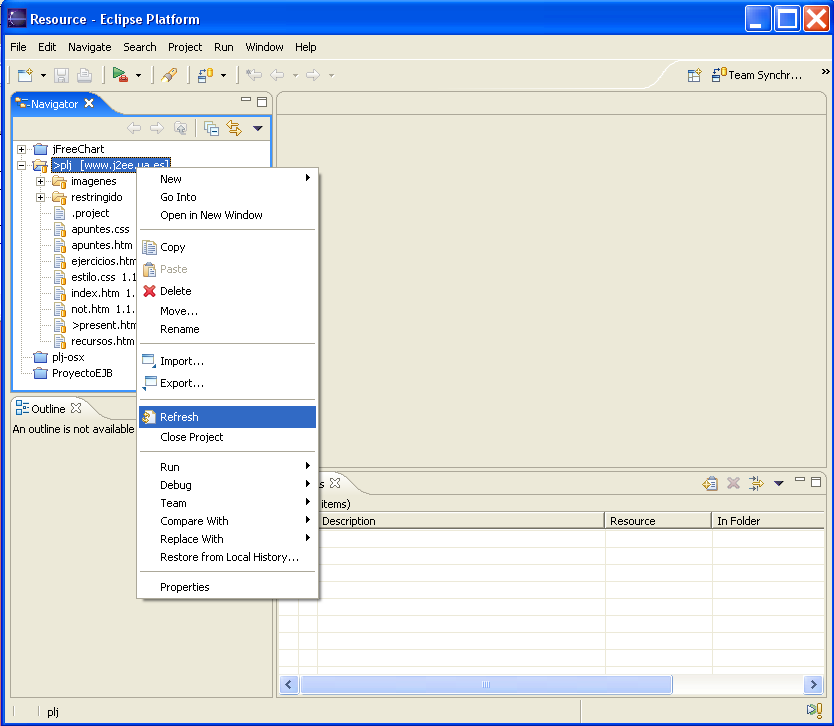 Resource - Eclipse Platform
File Edit Navigate Search Project Run Window Help
Team Synchr...
Navigator
jFreeChart
>plj [www.j2ee.ua.es]
imagenes
restringido
.project
apuntes.css
apuntes.htm
ejercicios.htm
estilo.css 1.1
index.htm 1.
not.htm 1.1.
>present.htm
recursos.htm
plj-osx
ProyectoEJB
New
Go Into
Open in New Window
Copy
Paste
Delete
Move...
Rename
Import...
Export...
Refresh
Close Project
Run
Debug
Team
Compare With
Replace With
Restore from Local History...
Properties
Outline
An outline is not available
s
items)
Description Resource In Folder
plj